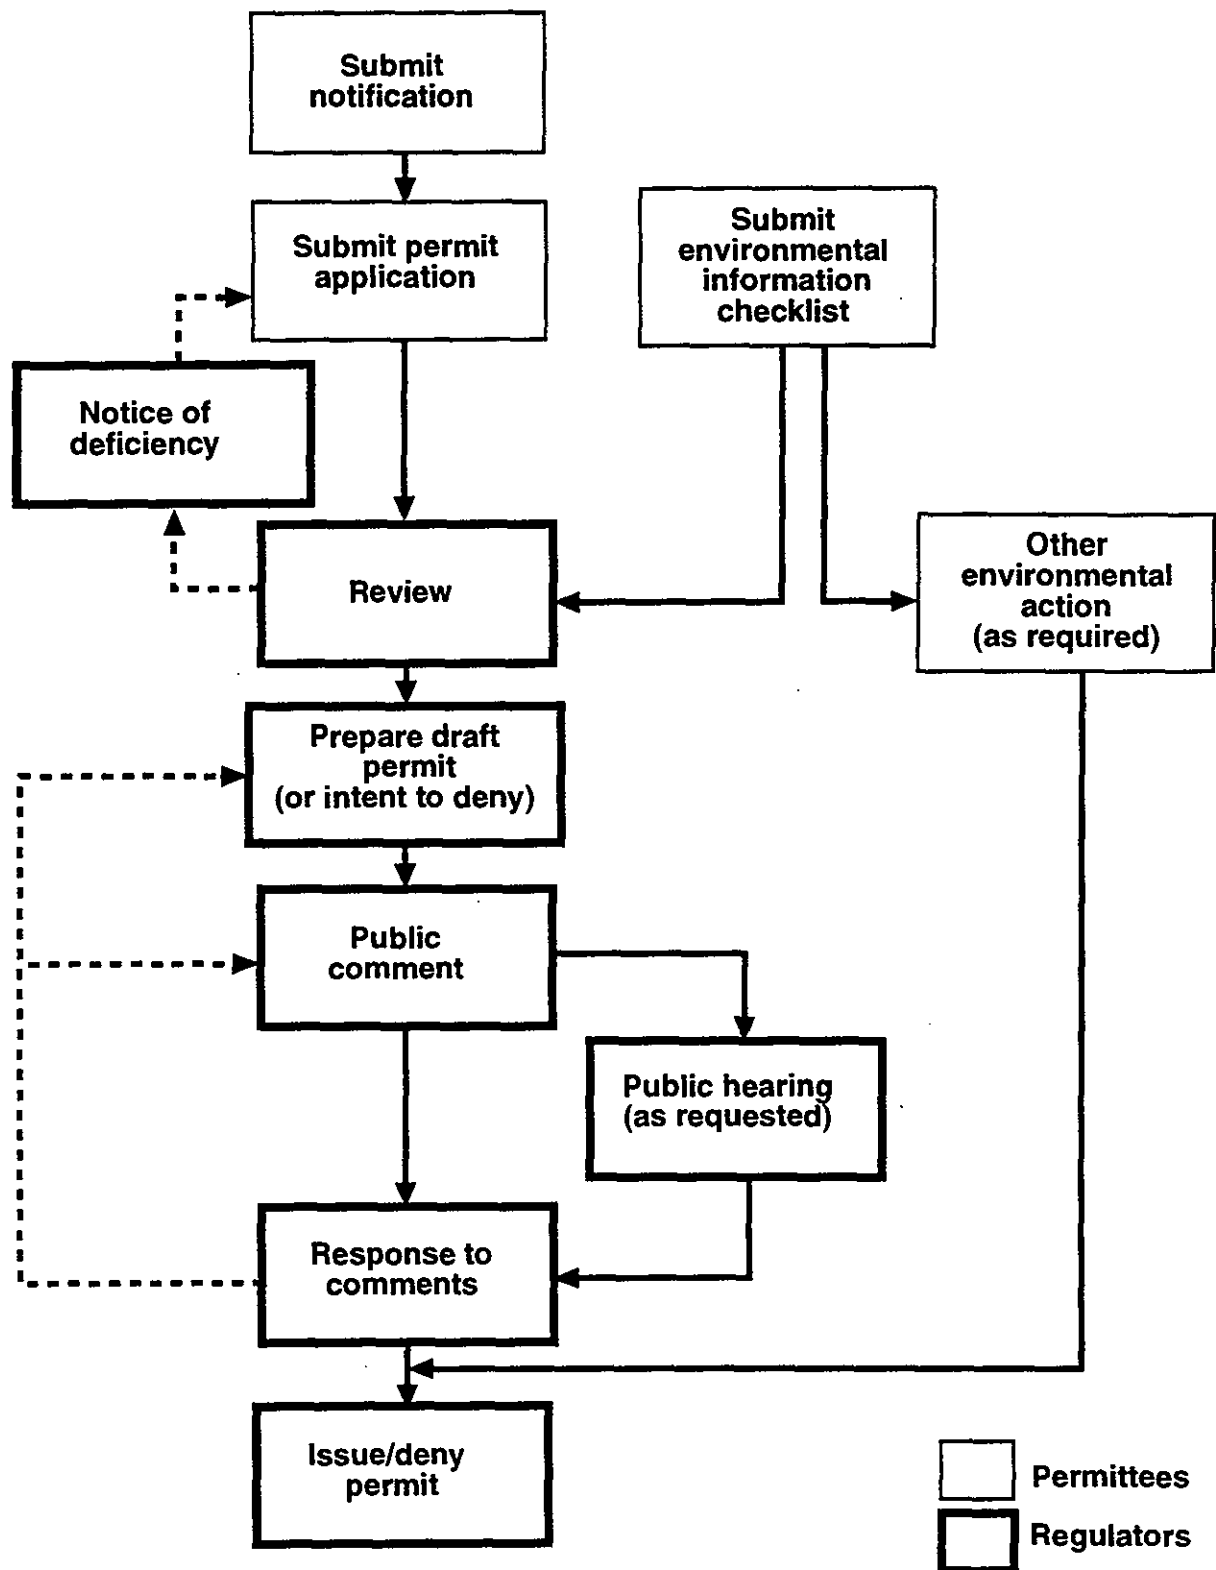 Submit
notification
Submit permit
application
Submit
environmental
information
checklist
Notice of
deficiency
Review
Other
environmental
action
(as required)
Prepare draft
permit
(or intent to deny)
Public
comment
Public hearing
(as requested)
Response to
comments
Issue/deny
permit
Permittees
Regulators